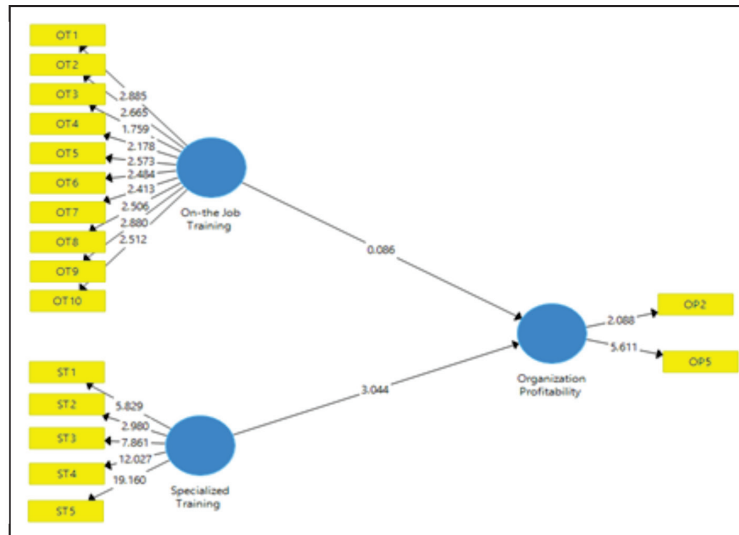 OT1
OT2
OT3
OT4
OT5
OT6
OT7
OT8
OT9
OT10
2.885
2.665
1.759
2.178
2.573
2.484
2.413
2.506
2.880
2.512
On-the Job
Training
0.086
ST1
ST2
ST3
ST4
ST5
5.829
2.980
7.861
12.027
19.160
Specialized
Training
3.044
Organization
Profitability
2.088
5.611
OP2
OP5